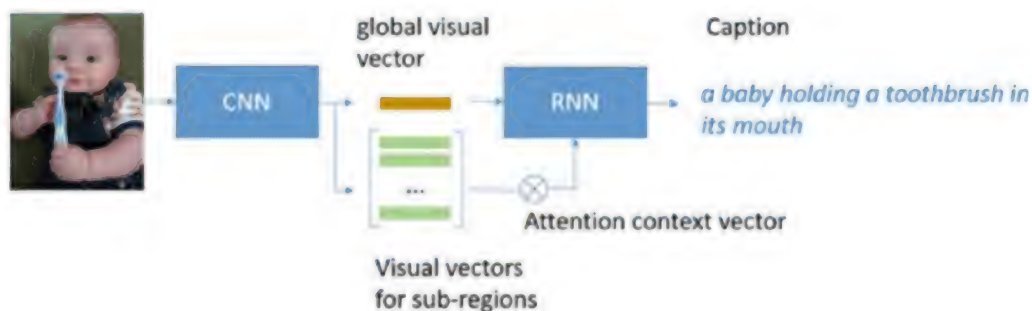 global visual
vector
Caption
CNN
RNN
a baby holding a toothbrush in
its mouth
...
Attention context vector
Visual vectors
for sub-regions